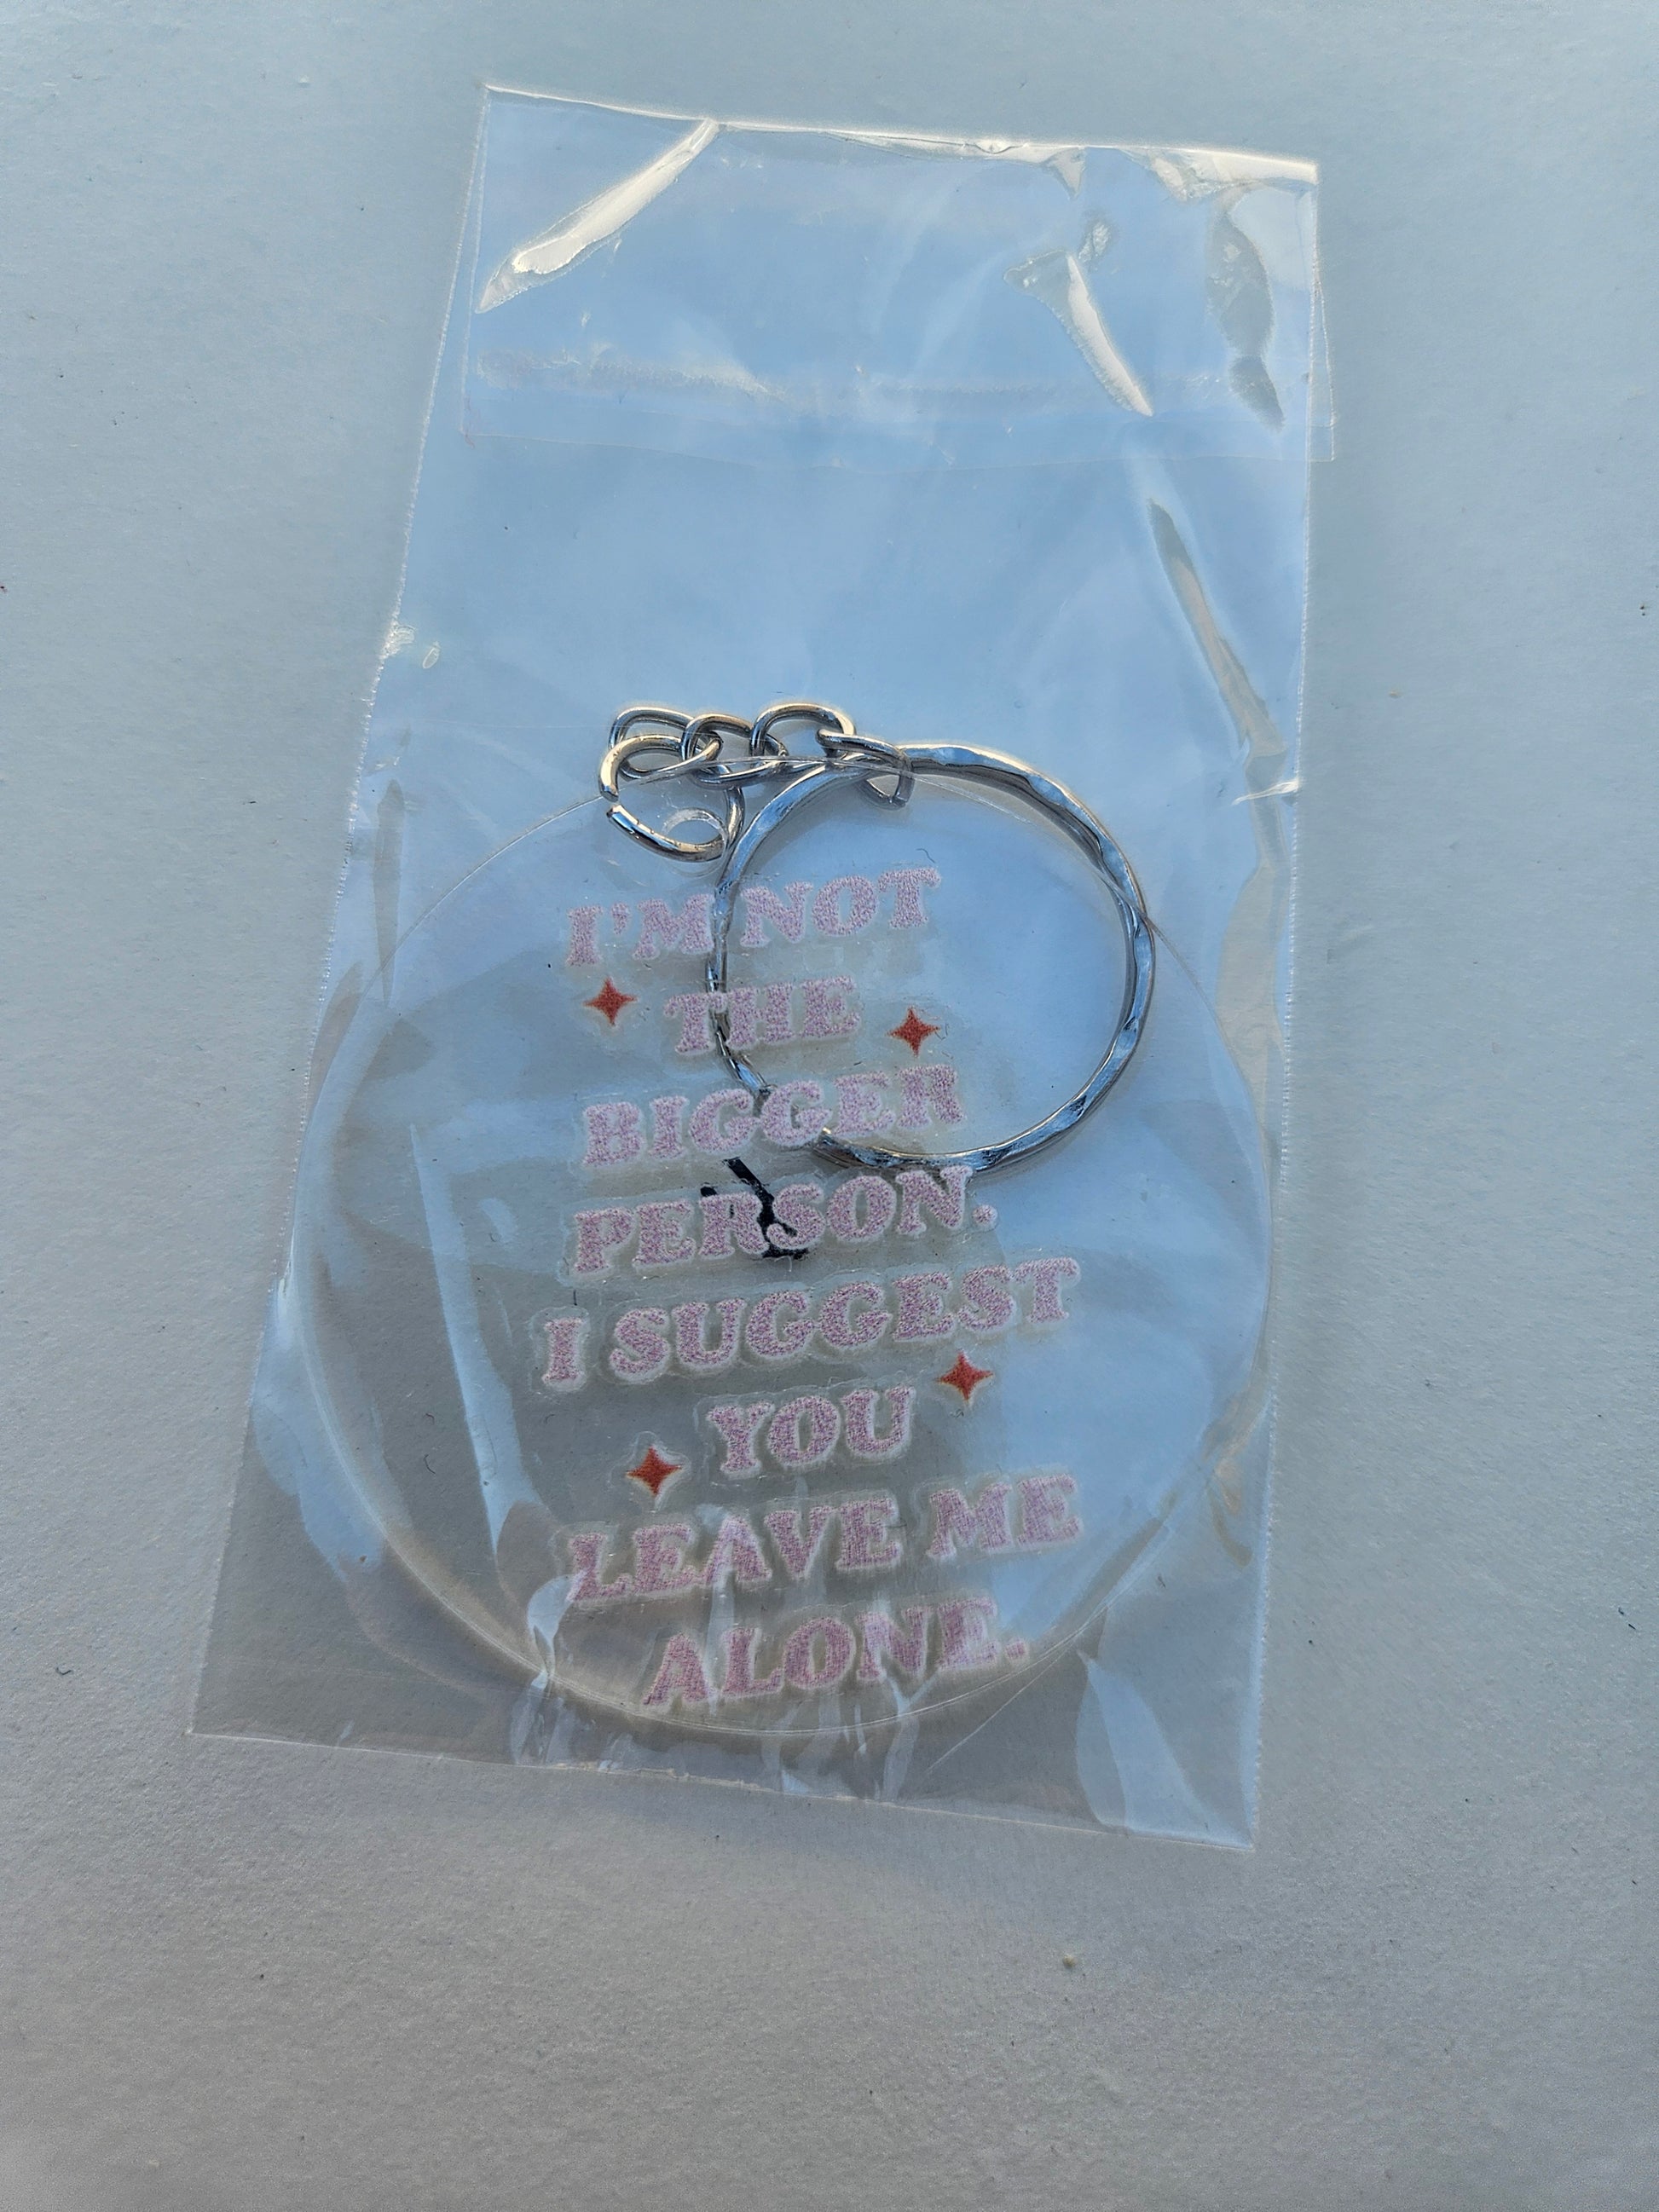 I'M NOT
THE
BIGGER
PERSON.
I SUGGEST
YOU
LEAVE ME
ALONE.